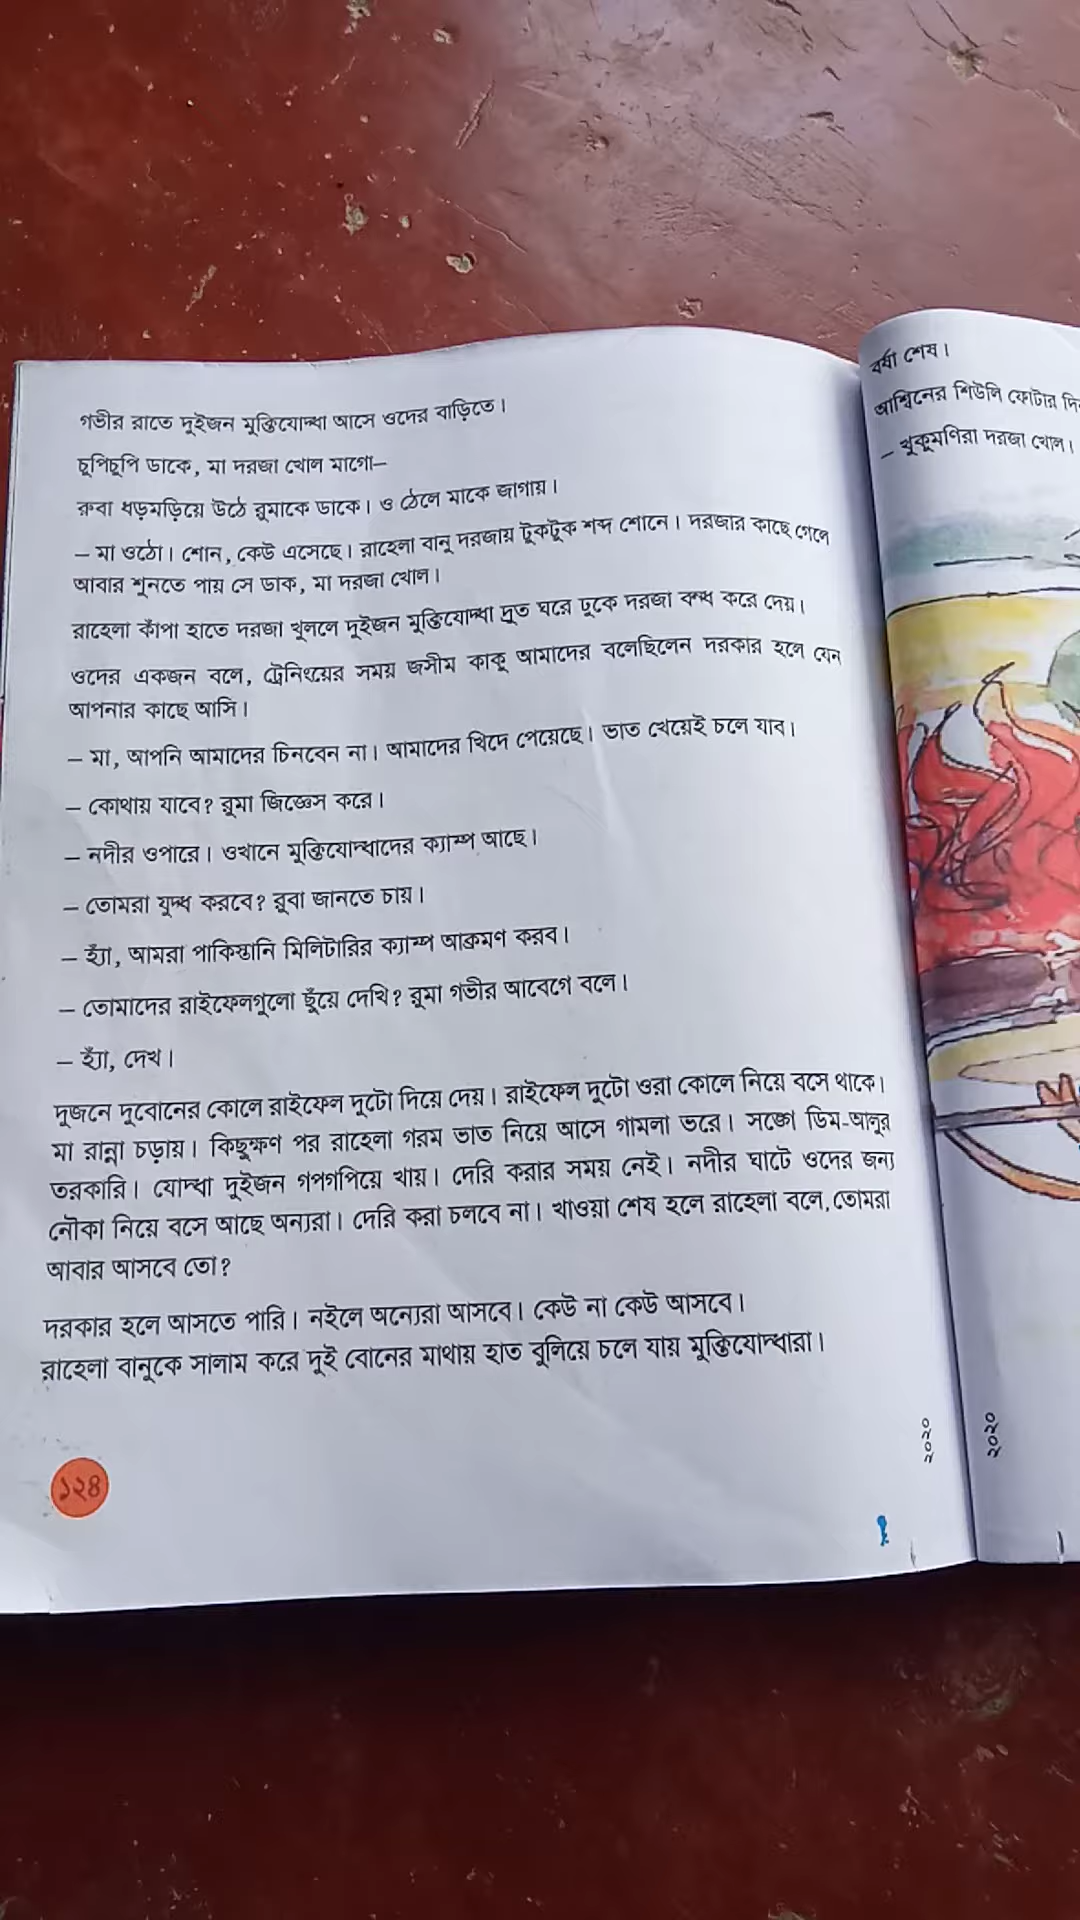 গভীর রাতে দুইজন মুক্তিযোদ্ধা আসে ওদের বাড়িতে।
চুপিচুপি ডাকে, মা দরজা খোল মাগো–
রুবা ধড়মড়িয়ে উঠে রুমাকে ডাকে। ও ঠেলে মাকে জাগায়।
– মা ওঠো। শোন, কেউ এসেছে। রাহেলা বানু দরজায় টুকটুক শব্দ শোনে। দরজার কাছে গেলে
আবার শুনতে পায় সে ডাক, মা দরজা খোল।
রাহেলা কাঁপা হাতে দরজা খুললে দুইজন মুক্তিযোদ্ধা দ্রুত ঘরে ঢুকে দরজা বন্ধ করে দেয়।
ওদের একজন বলে, ট্রেনিংয়ের সময় জসীম কাকু আমাদের বলেছিলেন দরকার হলে যেন
আপনার কাছে আসি।
– মা, আপনি আমাদের চিনবেন না। আমাদের খিদে পেয়েছে। ভাত খেয়েই চলে যাব।
– কোথায় যাবে? রুমা জিজ্ঞেস করে।
– নদীর ওপারে। ওখানে মুক্তিযোদ্ধাদের ক্যাম্প আছে।
– তোমরা যুদ্ধ করবে? রুবা জানতে চায়।
– হ্যাঁ, আমরা পাকিস্তানি মিলিটারির ক্যাম্প আক্রমণ করব।
– তোমাদের রাইফেলগুলো ছুঁয়ে দেখি? রুমা গভীর আবেগে বলে।
– হ্যাঁ, দেখ।
দুজনে দুবোনের কোলে রাইফেল দুটো দিয়ে দেয়। রাইফেল দুটো ওরা কোলে নিয়ে বসে থাকে।
মা রান্না চড়ায়। কিছুক্ষণ পর রাহেলা গরম ভাত নিয়ে আসে গামলা ভরে। সঙ্গে ডিম-আলুর
তরকারি। যোদ্ধা দুইজন গপগপিয়ে খায়। দেরি করার সময় নেই। নদীর ঘাটে ওদের জন্য
নৌকা নিয়ে বসে আছে অন্যরা। দেরি করা চলবে না। খাওয়া শেষ হলে রাহেলা বলে, তোমরা
আবার আসবে তো?
দরকার হলে আসতে পারি। নইলে অন্যেরা আসবে। কেউ না কেউ আসবে।
রাহেলা বানুকে সালাম করে দুই বোনের মাথায় হাত বুলিয়ে চলে যায় মুক্তিযোদ্ধারা।
১২৪
২০২০
বর্ষা শেষ।
আশ্বিনের শিউলি ফোটার
– খুকুমণিরা দরজা খোল।
২০২০